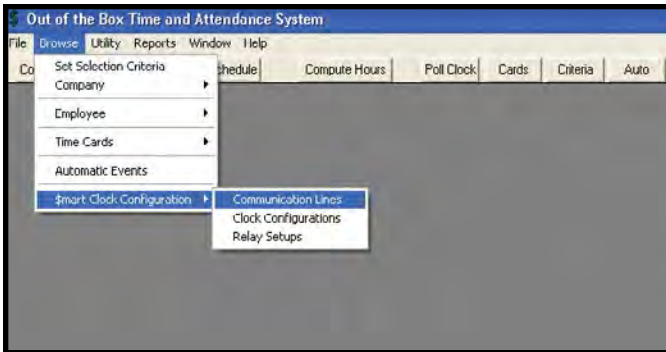 Out of the Box Time and Attendance System
File Browse Utility Reports Window Help
Co chedule Compute Hours Poll Clock Cards Criteria Auto
Set Selection Criteria
Company
Employee
Time Cards
Automatic Events
$mart Clock Configuration
Communication Lines
Clock Configurations
Relay Setups